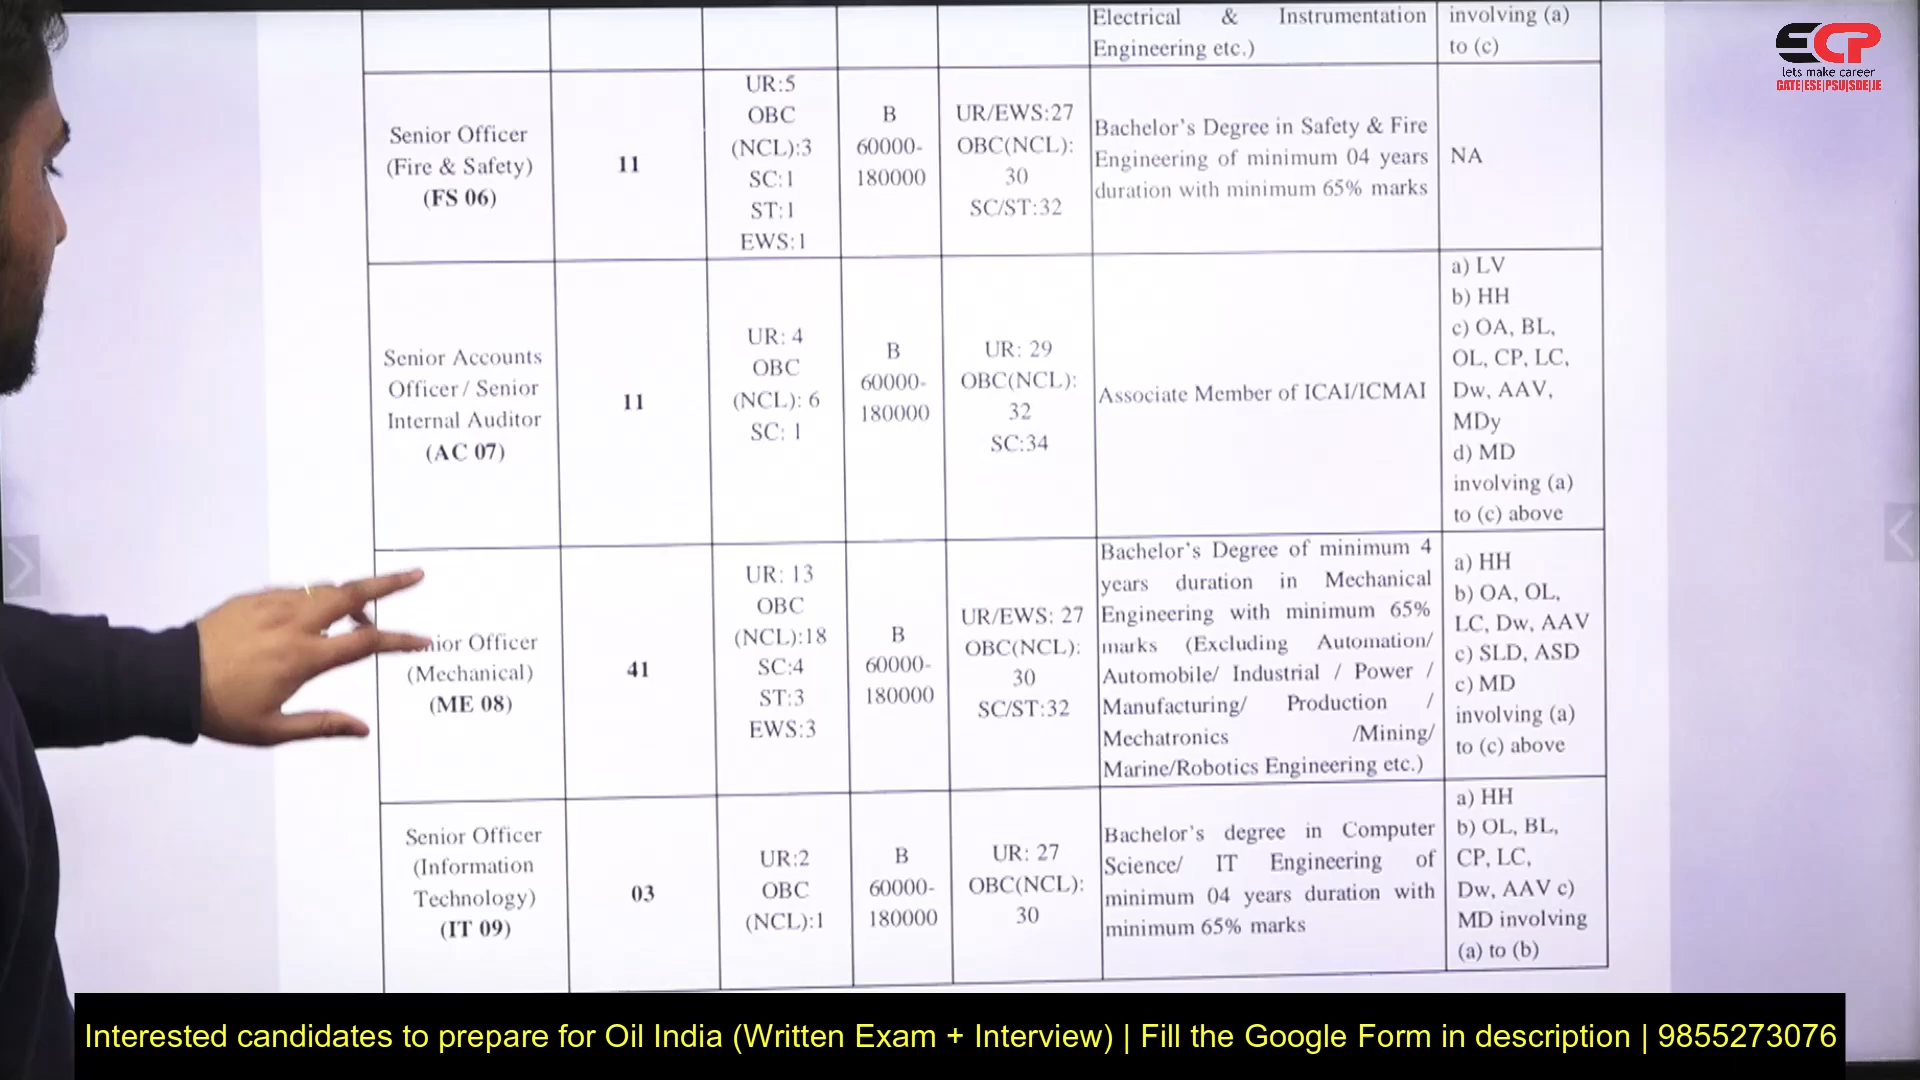 Electrical & Instrumentation
Engineering etc.)
involving (a)
to (c)
ECP
lets make career
GATE|ESE|PSU|SDE|JE
Senior Officer
(Fire & Safety)
(FS 06)
11
UR:5
OBC
(NCL):3
SC:1
ST:1
EWS:1
B
60000-
180000
UR/EWS:27
OBC(NCL):
30
SC/ST:32
Bachelor's Degree in Safety & Fire
Engineering of minimum 04 years
duration with minimum 65% marks
NA
Senior Accounts
Officer / Senior
Internal Auditor
(AC 07)
11
UR: 4
OBC
(NCL): 6
SC: 1
B
60000-
180000
UR: 29
OBC(NCL):
32
SC:34
Associate Member of ICAI/ICMAI
a) LV
b) HH
c) OA, BL,
OL, CP, LC,
Dw, AAV,
MDy
d) MD
involving (a)
to (c) above
nior Officer
(Mechanical)
(ME 08)
41
UR: 13
OBC
(NCL):18
SC:4
ST:3
EWS:3
B
60000-
180000
UR/EWS: 27
OBC(NCL):
30
SC/ST:32
Bachelor's Degree of minimum 4
years duration in Mechanical
Engineering with minimum 65%
marks (Excluding Automation/
Automobile/ Industrial / Power /
Manufacturing/ Production /
Mechatronics /Mining/
Marine/Robotics Engineering etc.)
a) HH
b) OA, OL,
LC, Dw, AAV
c) SLD, ASD
c) MD
involving (a)
to (c) above
Senior Officer
(Information
Technology)
(IT 09)
03
UR:2
OBC
(NCL):1
B
60000-
180000
UR: 27
OBC(NCL):
30
Bachelor's degree in Computer
Science/ IT Engineering of
minimum 04 years duration with
minimum 65% marks
a) HH
b) OL, BL,
CP, LC,
Dw, AAV c)
MD involving
(a) to (b)
Interested candidates to prepare for Oil India (Written Exam + Interview) | Fill the Google Form in description | 9855273076